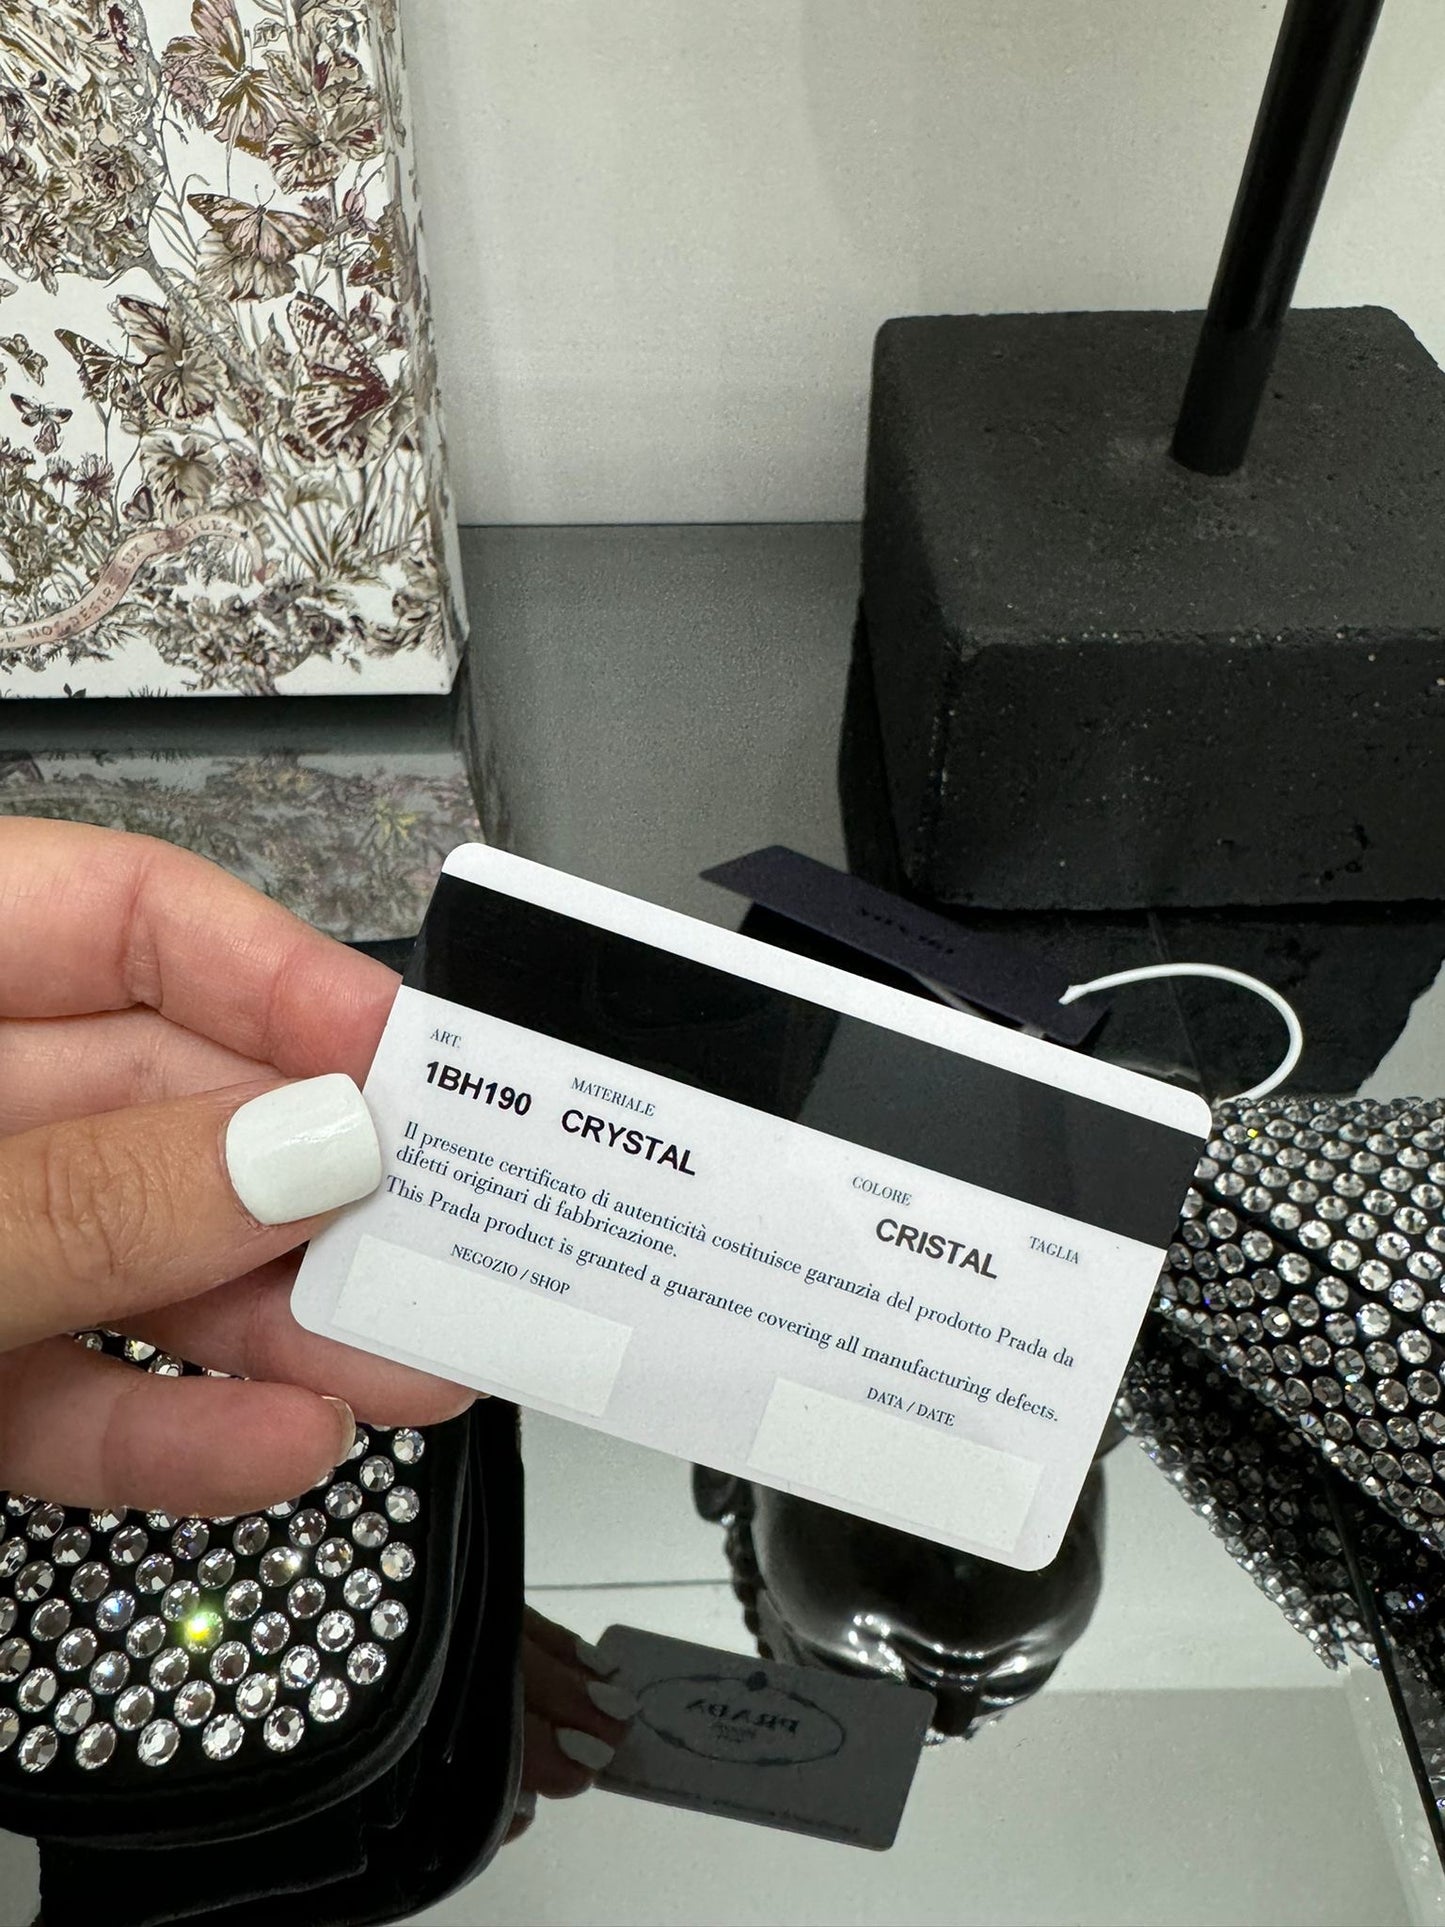 ART.
1BH190
MATERIALE
CRYSTAL
COLORE
CRISTAL
TAGLIA
Il presente certificato di autenticità costituisce garanzia del prodotto Prada da
difetti originari di fabbricazione.
This Prada product is granted a guarantee covering all manufacturing defects.
NEGOZIO / SHOP
DATA / DATE
PRADA